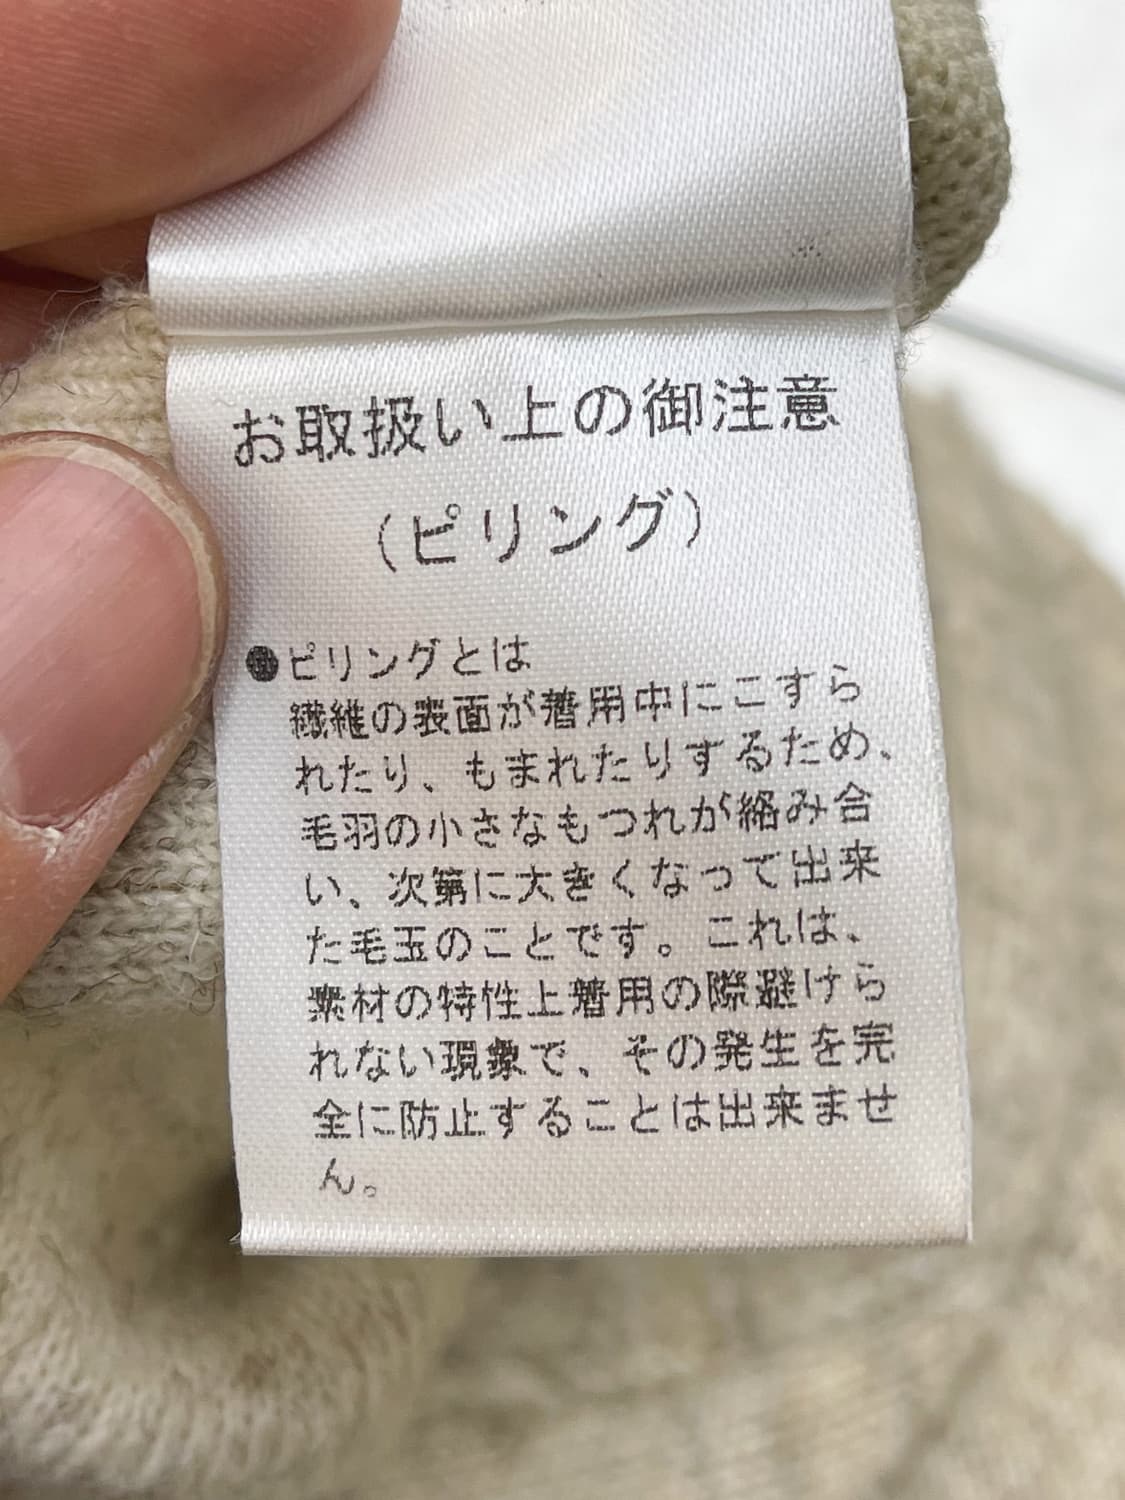 お取扱い上の御注意
(ピリング)
●ピリングとは
繊維の表面が着用中にこすら
れたり、もまれたりするため、
毛羽の小さなもつれが絡み合
い、次第に大きくなって出来
た毛玉のことです。これは、
素材の特性上着用の際避けら
れない現象で、その発生を完
全に防止することは出来ませ
ん。